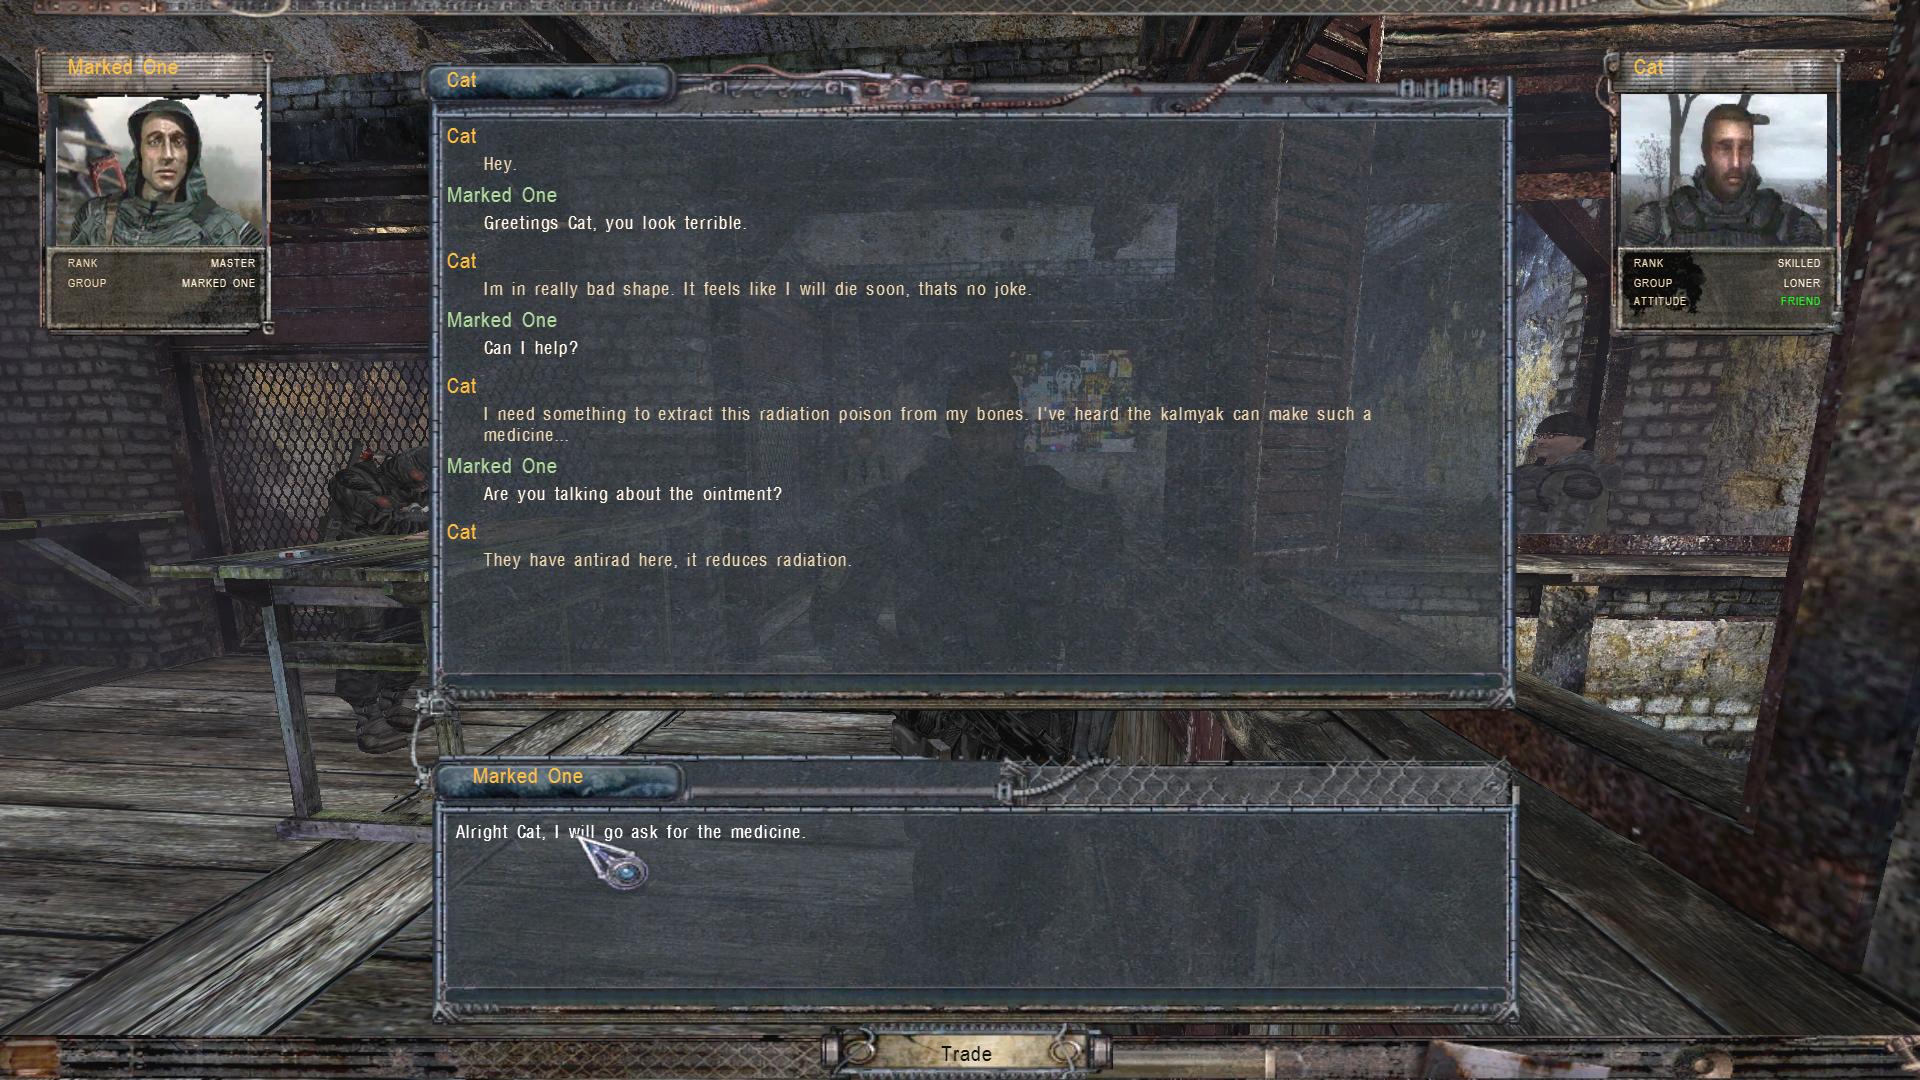 Marked One
RANK MASTER
GROUP MARKED ONE
Cat
Cat
Hey.
Marked One
Greetings Cat, you look terrible.
Cat
Im in really bad shape. It feels like I will die soon, thats no joke.
Marked One
Can I help?
Cat
I need something to extract this radiation poison from my bones. I've heard the kalmyak can make such a
medicine...
Marked One
Are you talking about the ointment?
Cat
They have antirad here, it reduces radiation.
Cat
RANK SKILLED
GROUP LONER
ATTITUDE FRIEND
Marked One
Alright Cat, I will go ask for the medicine.
Trade